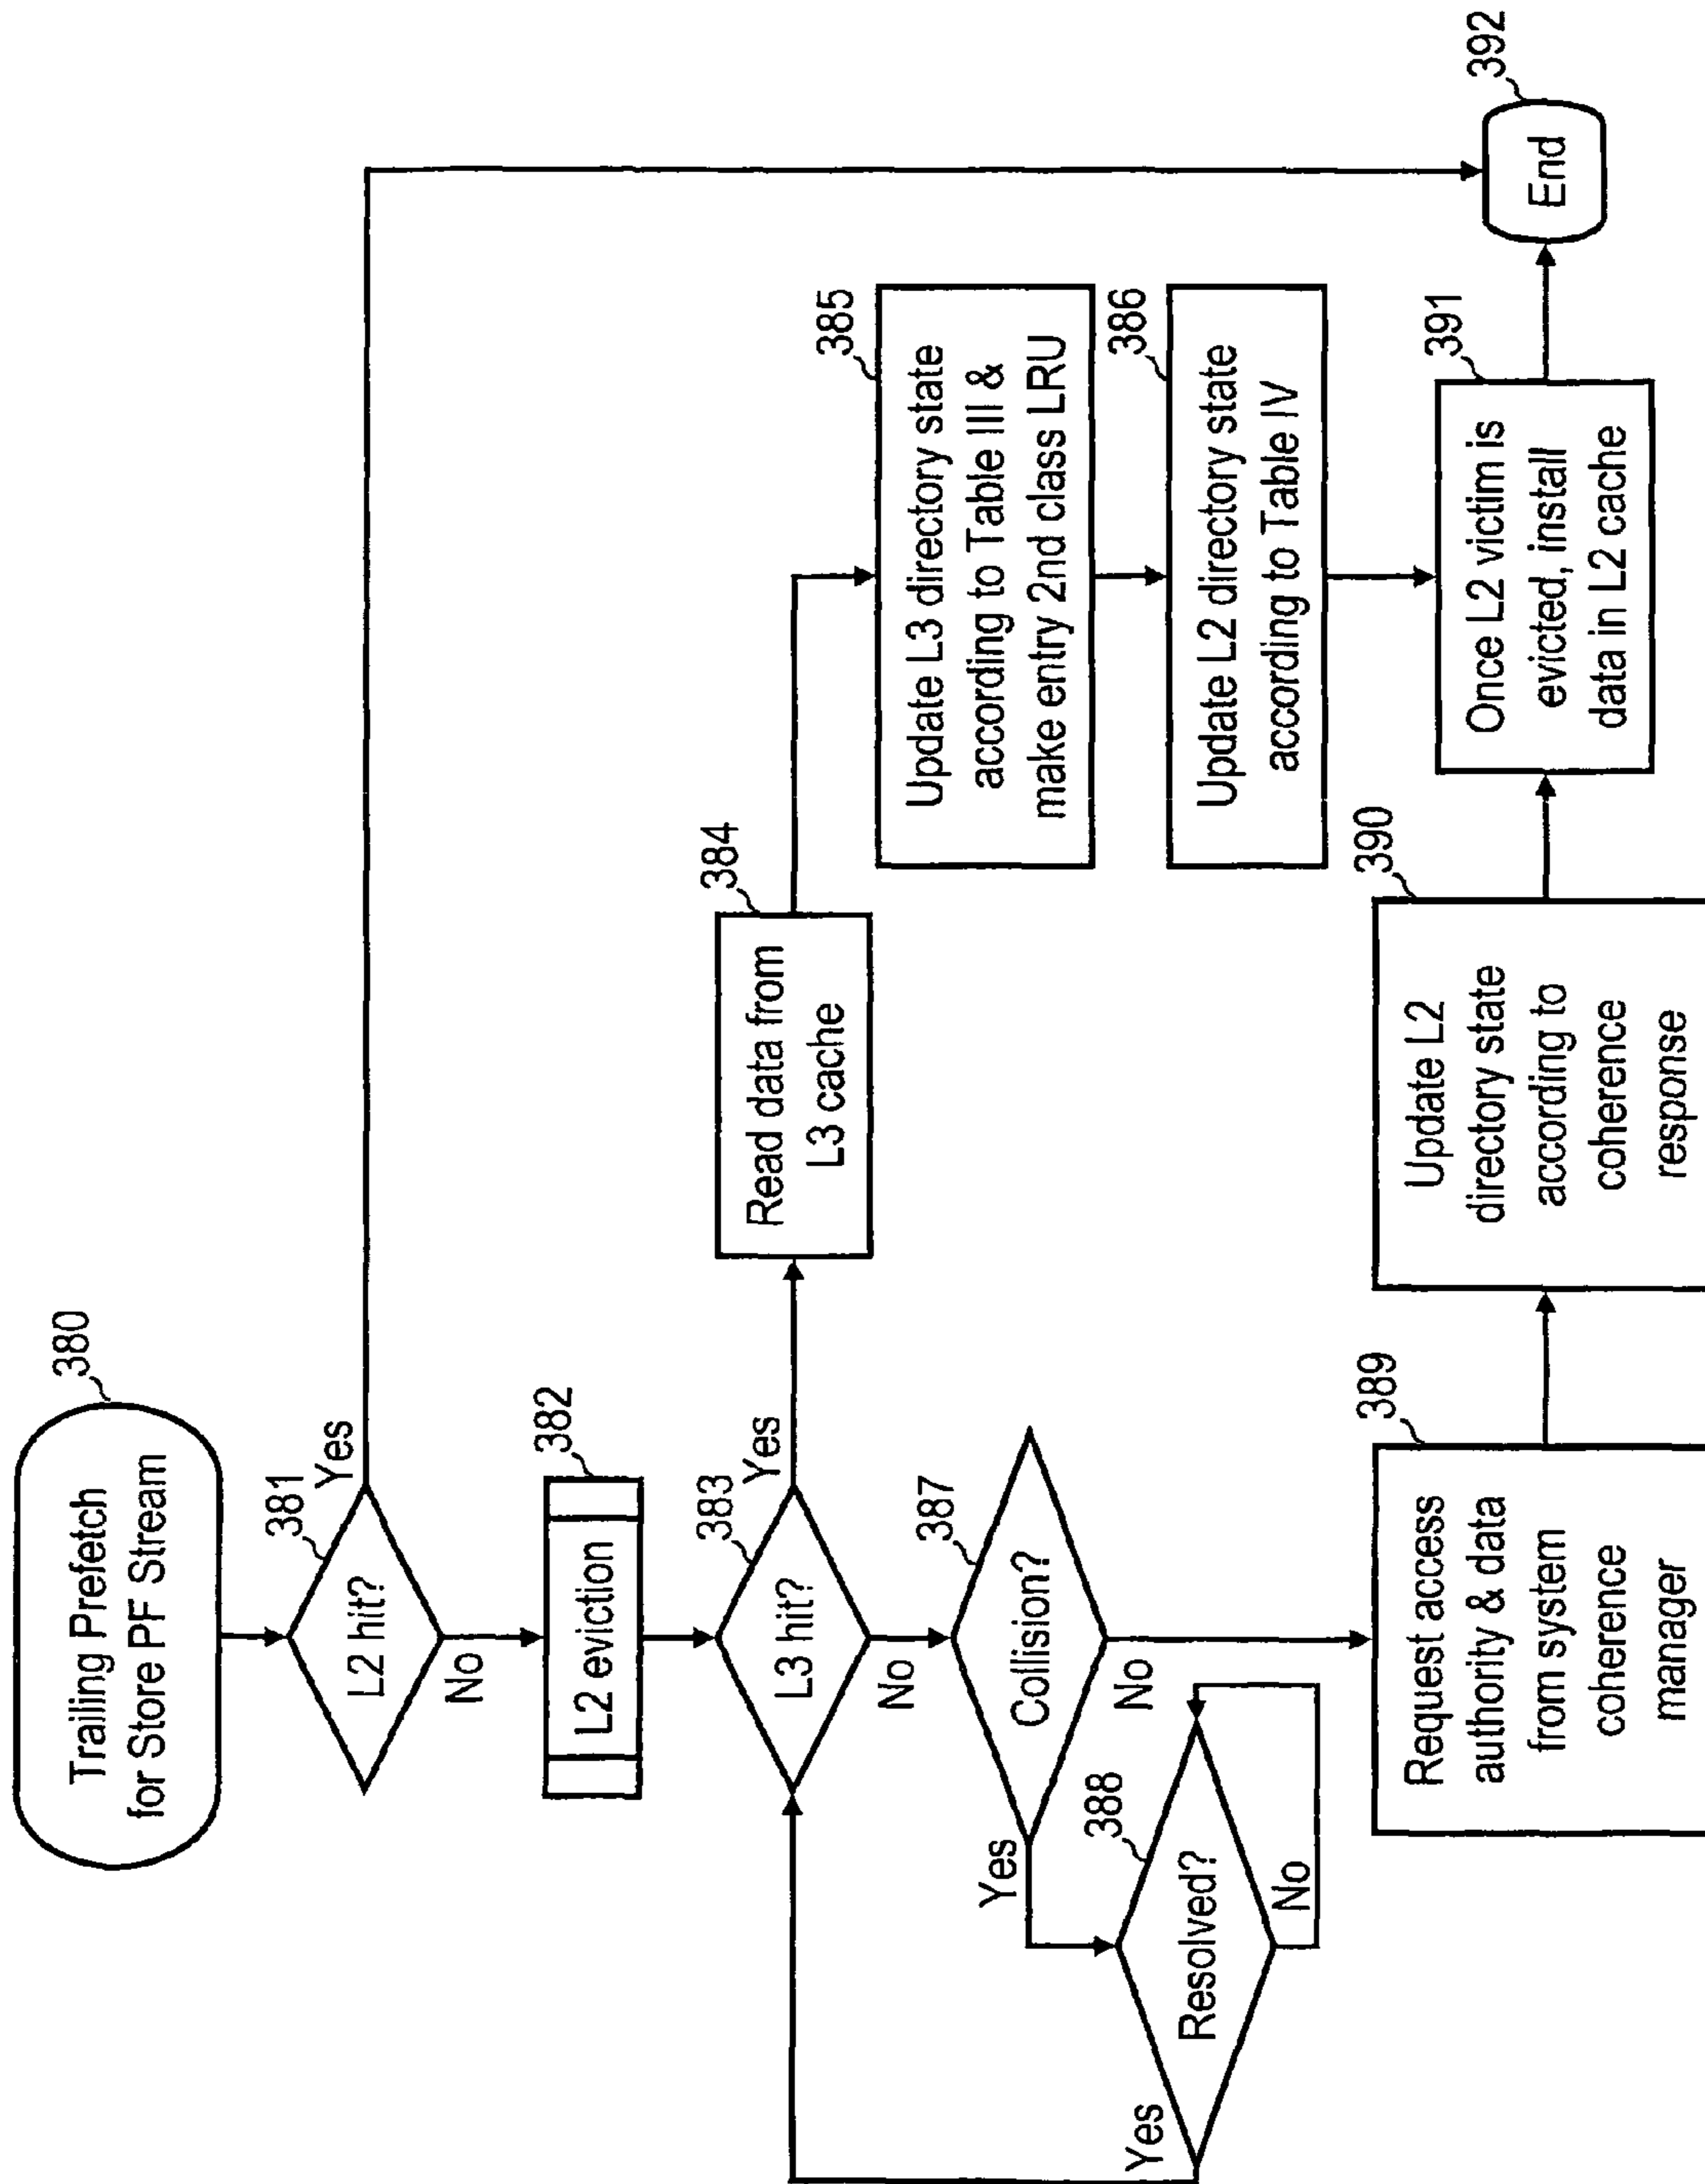 380
Trailing Prefetch
for Store PF Stream
381
L2 hit?
Yes
No
382
L2 eviction
383
L3 hit?
Yes
No
384
Read data from
L3 cache
385
Update L3 directory state
according to Table III &
make entry 2nd class LRU
386
Update L2 directory state
according to Table IV
387
Collision?
Yes
No
388
Resolved?
Yes
No
389
Request access
authority & data
from system
coherence
manager
390
Update L2
directory state
according to
coherence
response
391
Once L2 victim is
evicted, install
data in L2 cache
392
End